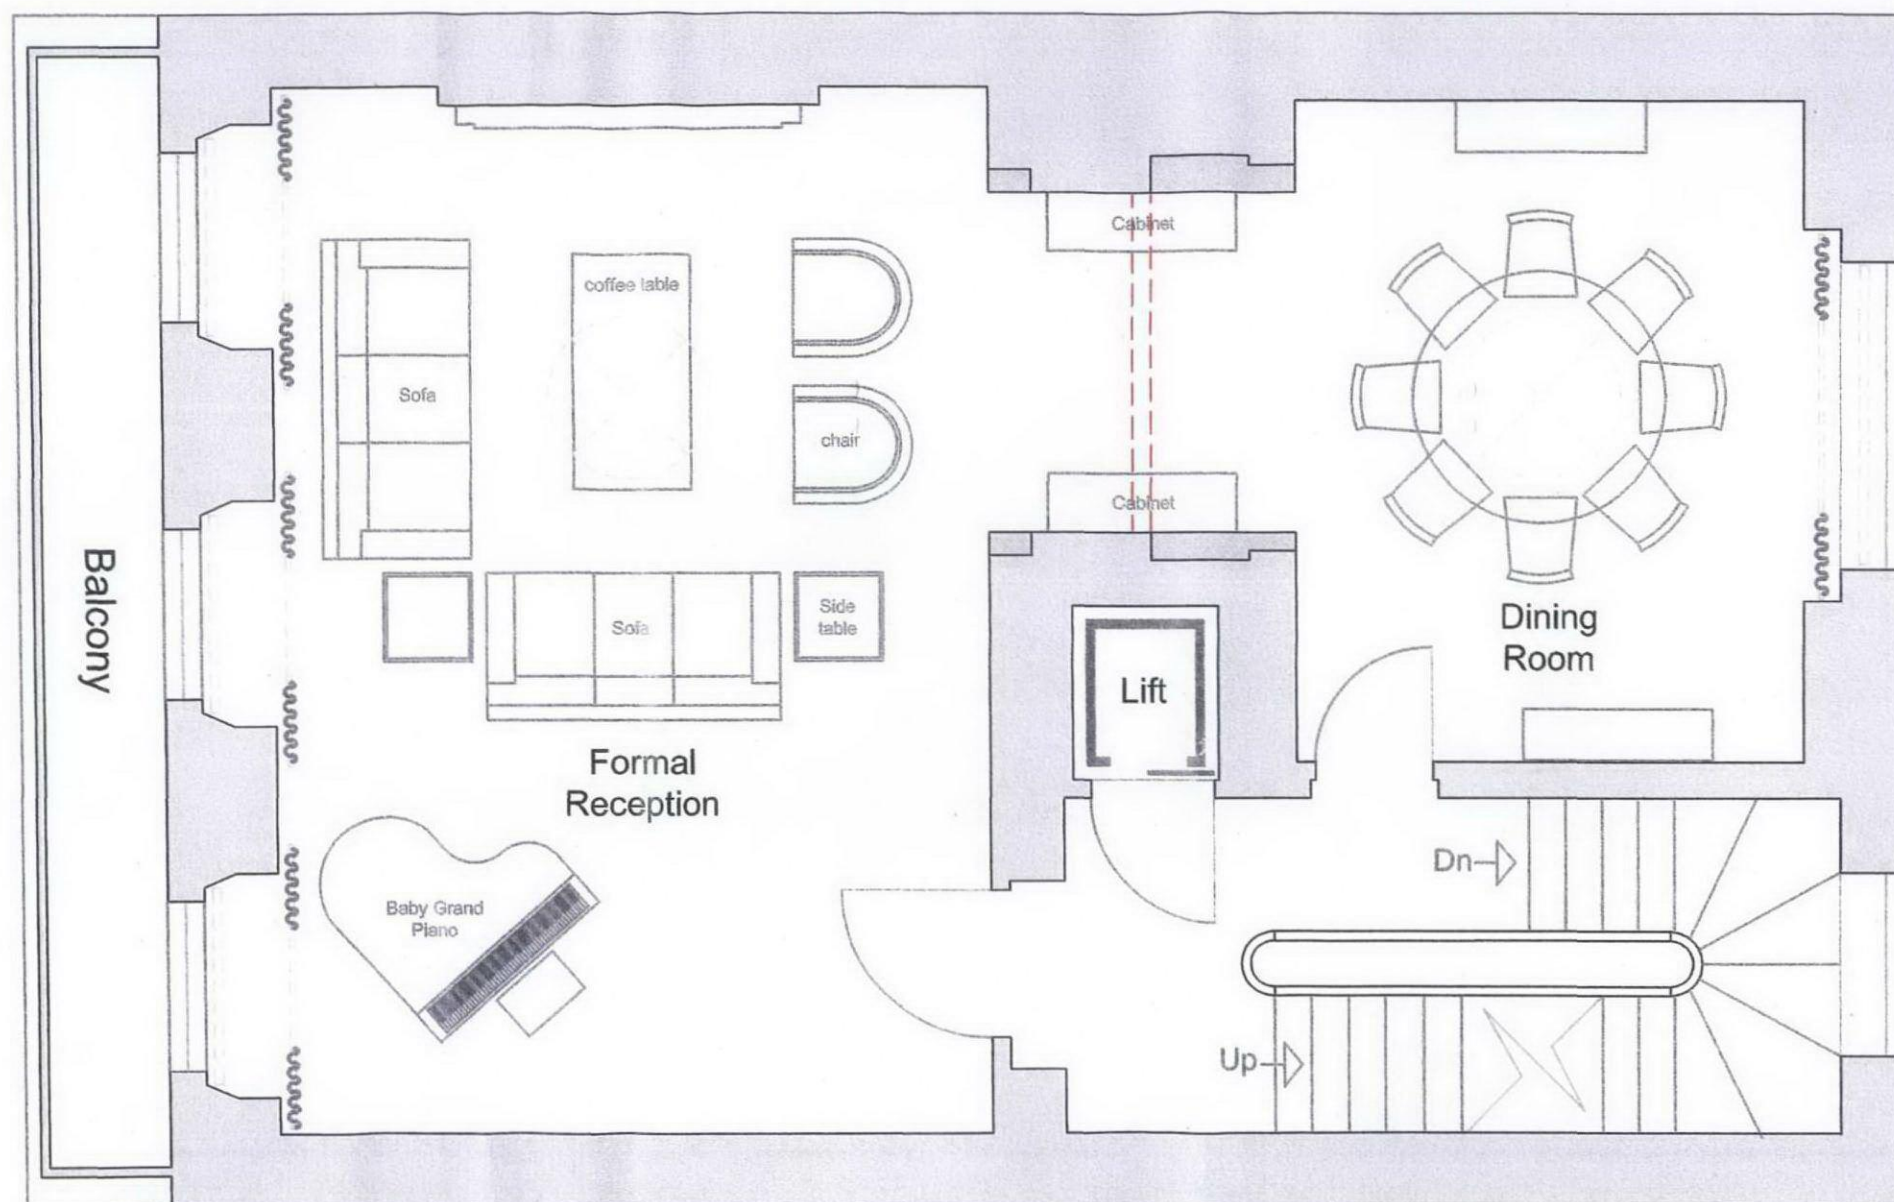 Cabinet
coffee table
Sofa
chair
Cabinet
Balcony
Side
table
Sofa
Dining
Room
Lift
Formal
Reception
Dn
Baby Grand
Piano
Up